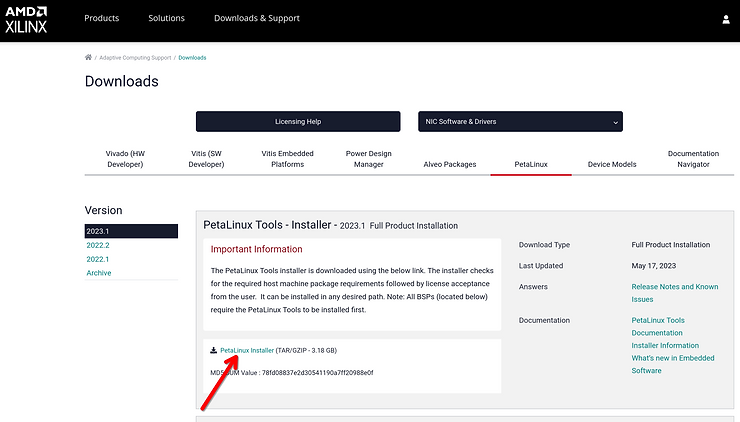 AMD
XILINX
Products
Solutions
Downloads & Support
/ Adaptive Computing Support / Downloads
Downloads
Licensing Help
NIC Software & Drivers
Vivado (HW
Developer)
Vitis (SW
Developer)
Vitis Embedded
Platforms
Power Design
Manager
Alveo Packages
PetaLinux
Device Models
Documentation
Navigator
Version
2023.1
2022.2
2022.1
Archive
PetaLinux Tools - Installer - 2023.1 Full Product Installation
Important Information
The PetaLinux Tools installer is downloaded using the below link. The installer checks
for the required host machine package requirements followed by license acceptance
from the user. It can be installed in any desired path. Note: All BSPs (located below)
require the PetaLinux Tools to be installed first.
PetaLinux Installer (TAR/GZIP - 3.18 GB)
MD5 SUM Value : 78fd08837e2d30541190a7ff20988e0f
Download Type
Full Product Installation
Last Updated
May 17, 2023
Answers
Release Notes and Known
Issues
Documentation
PetaLinux Tools
Documentation
Installer Information
What's new in Embedded
Software